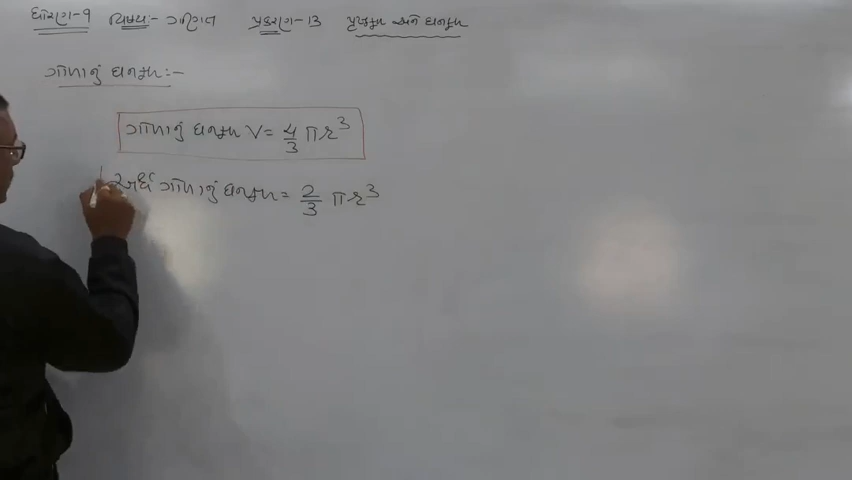 ધોરણ-9 વિષય:- ગણિત પ્રકરણ-13 પૃષ્ઠફળ અને ઘનફળ
ગોળાનું ઘનફળ:-
ગોળાનું ઘનફળ V = 4/3 πr³
અર્ધ ગોળાનું ઘનફળ = 2/3 πr³